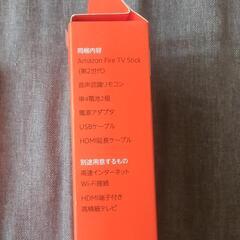 同梱内容
Amazon Fire TV Stick
(第2世代)
音声認識リモコン
単4電池2個
電源アダプタ
USBケーブル
HDMI延長ケーブル
別途用意するもの
高速インターネット
Wi-Fi接続
HDMI端子付き
高精細テレビ